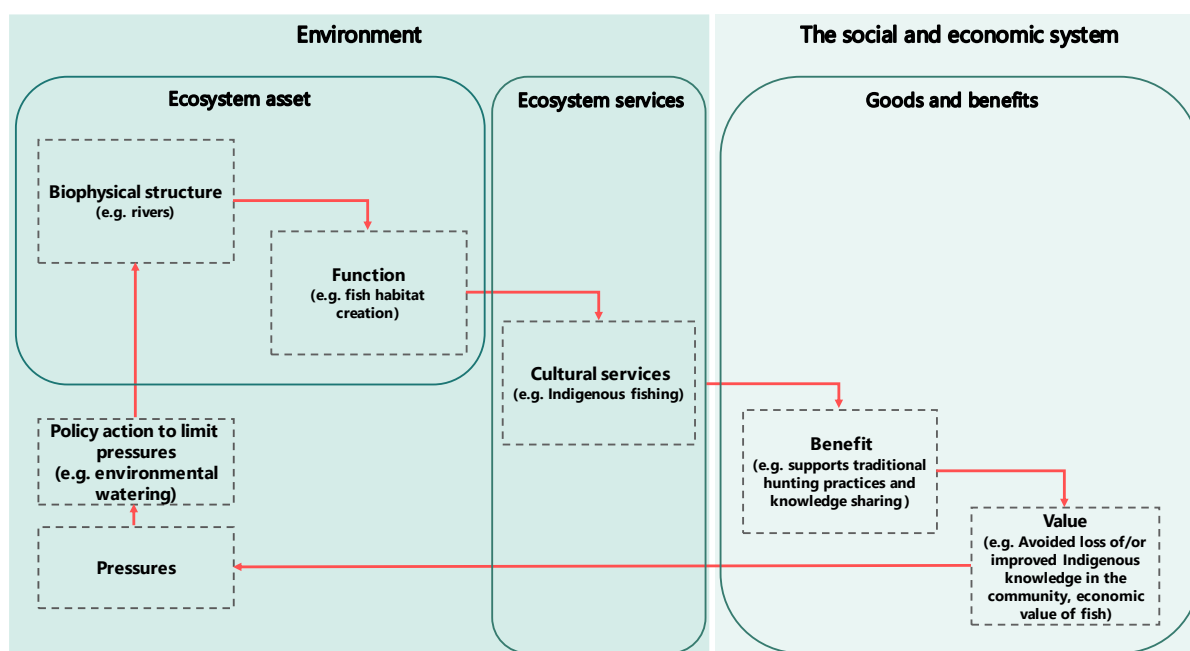 Environment
The social and economic system
Ecosystem asset
Ecosystem services
Goods and benefits
Biophysical structure
(e.g. rivers)
Function
(e.g. fish habitat
creation)
Cultural services
(e.g. Indigenous fishing)
Policy action to limit
pressures
(e.g. environmental
watering)
Benefit
(e.g. supports traditional
hunting practices and
knowledge sharing)
Value
(e.g. Avoided loss of/or
improved Indigenous
knowledge in the
community, economic
value of fish)
Pressures